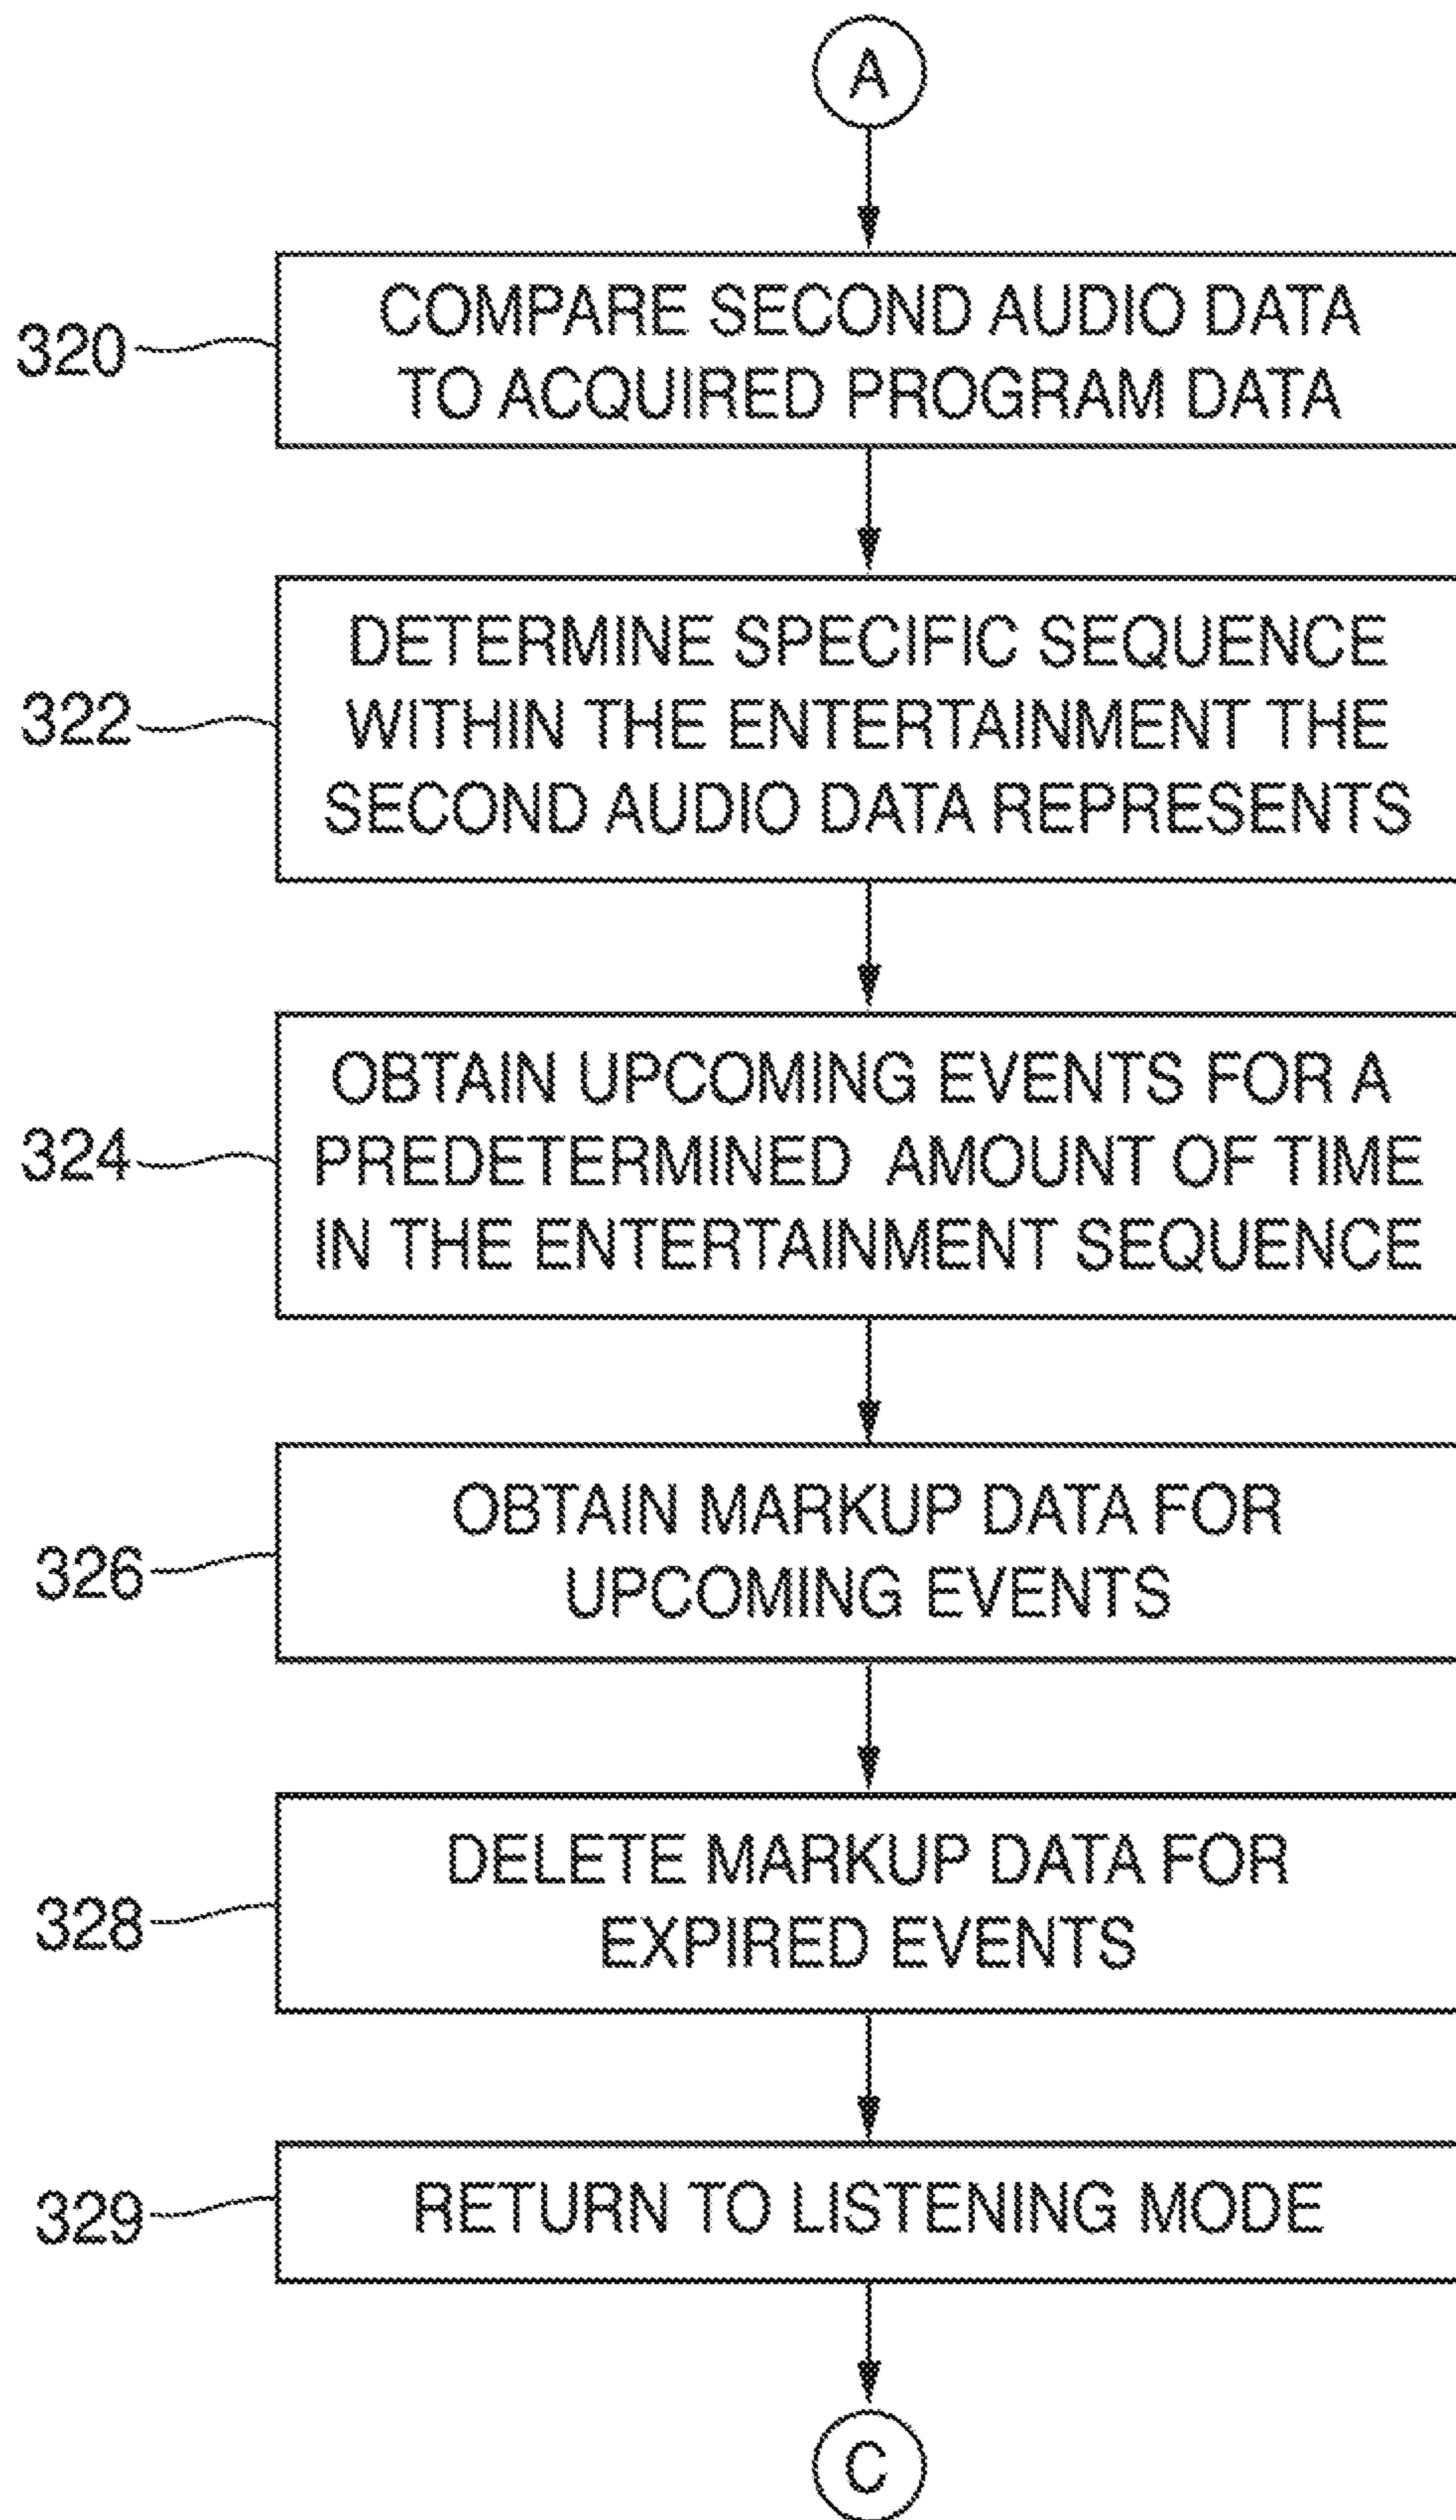 A
320
COMPARE SECOND AUDIO DATA
TO ACQUIRED PROGRAM DATA
322
DETERMINE SPECIFIC SEQUENCE
WITHIN THE ENTERTAINMENT THE
SECOND AUDIO DATA REPRESENTS
324
OBTAIN UPCOMING EVENTS FOR A
PREDETERMINED AMOUNT OF TIME
IN THE ENTERTAINMENT SEQUENCE
326
OBTAIN MARKUP DATA FOR
UPCOMING EVENTS
328
DELETE MARKUP DATA FOR
EXPIRED EVENTS
329
RETURN TO LISTENING MODE
C